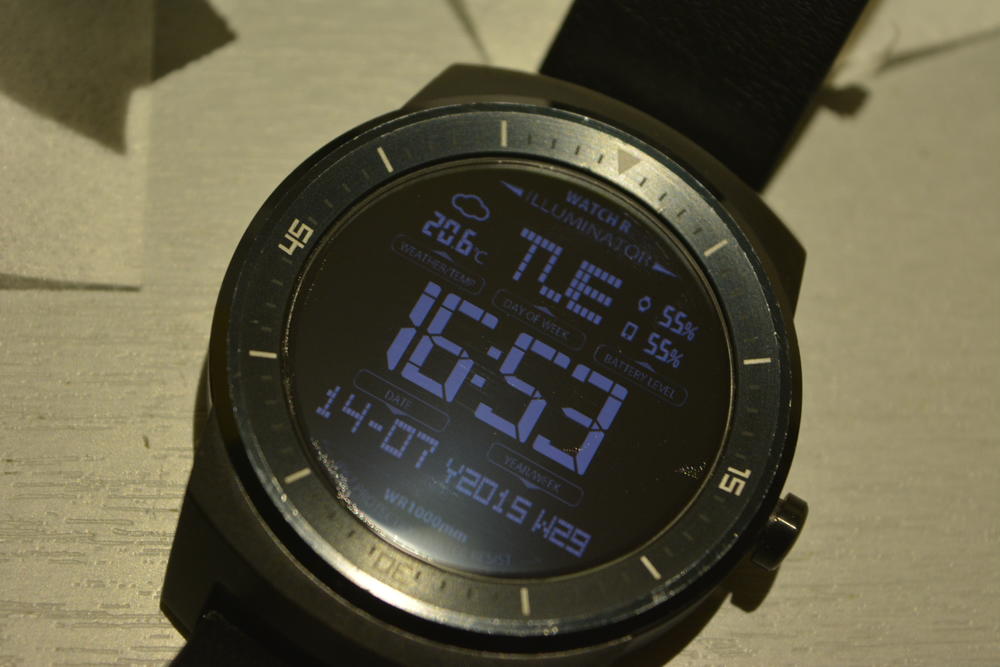 WATCH R
ILLUMINATOR
20.6°C
TUE
55%
WEATHER/TEMP
DAY OF WEEK
55%
BATTERY LEVEL
16:53
DATE
14-07
YEAR/WEEK
Y2015 W29
WR1000mm
45
15
30